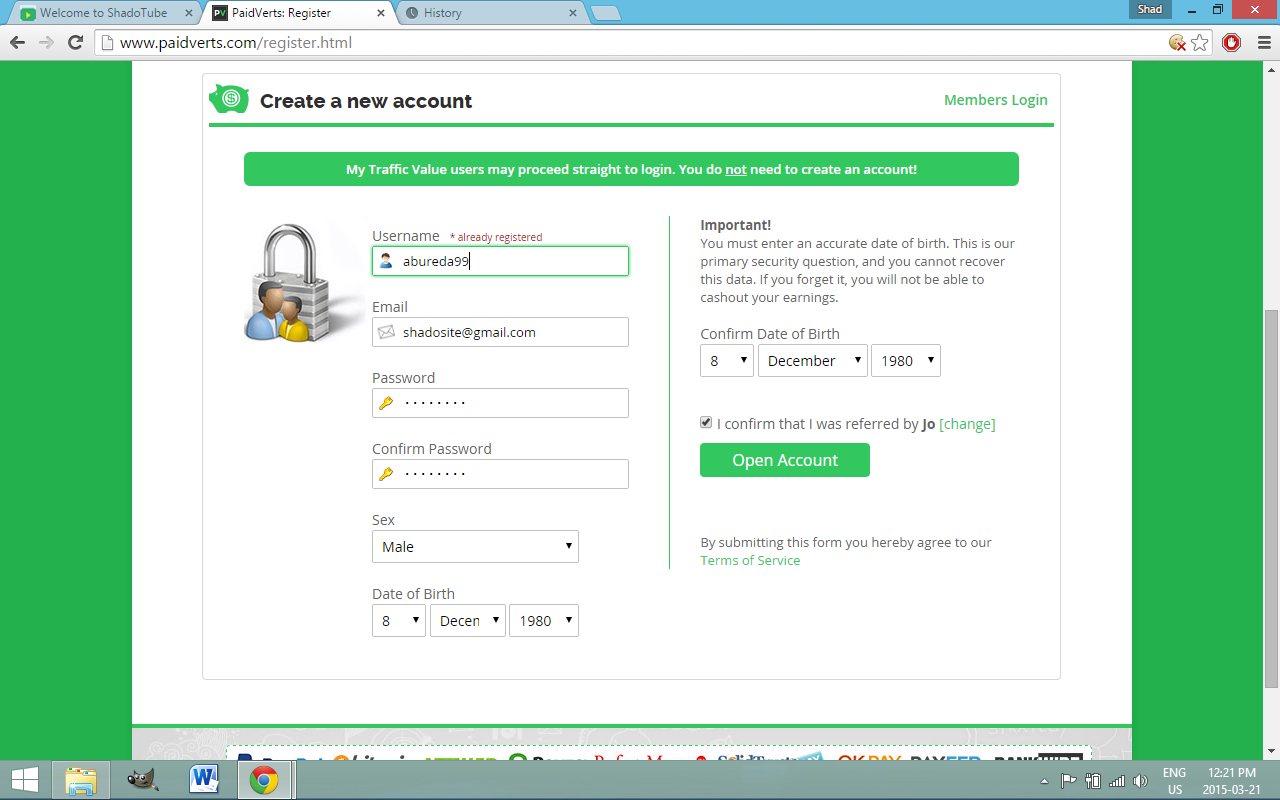 Welcome to ShadoTube
PaidVerts: Register
History
Shad
www.paidverts.com/register.html
Create a new account
Members Login
My Traffic Value users may proceed straight to login. You do not need to create an account!
Username * already registered
abureda99
Email
shadosite@gmail.com
Password
Confirm Password
Sex
Male
Date of Birth
8 Decen 1980
Important!
You must enter an accurate date of birth. This is our
primary security question, and you cannot recover
this data. If you forget it, you will not be able to
cashout your earnings.
Confirm Date of Birth
8 December 1980
I confirm that I was referred by Jo [change]
Open Account
By submitting this form you hereby agree to our
Terms of Service
ENG 12:21 PM
US 2015-03-21